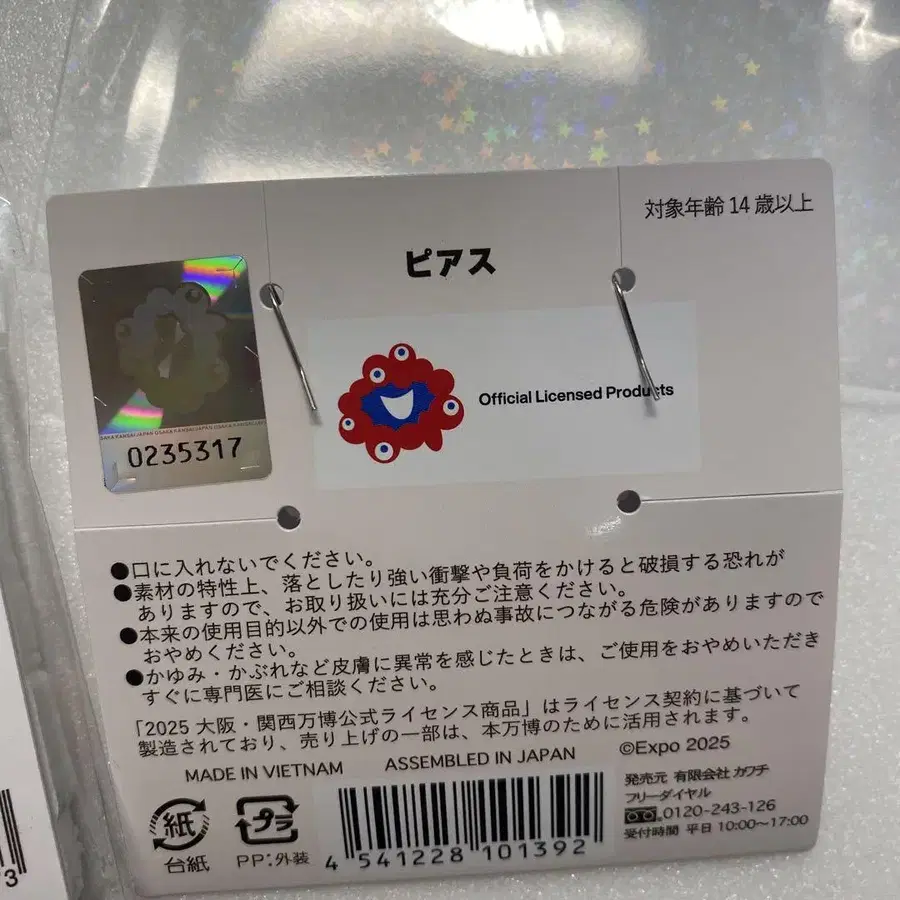 対象年齢 14 歳以上
ピアス
Official Licensed Products
OSAKA KANSAI JAPAN OSAKA KANSAI
0235317
●口に入れないでください。
●素材の特性上、落としたり強い衝撃や負荷をかけると破損する恐れが
ありますので、お取り扱いには充分ご注意ください。
●本来の使用目的以外での使用は思わぬ事故につながる危険がありますので
おやめください。
●かゆみ・かぶれなど皮膚に異常を感じたときは、ご使用をおやめいただき
すぐに専門医にご相談ください。
「2025 大阪・関西万博公式ライセンス商品」はライセンス契約に基づいて
製造されており、売り上げの一部は、本万博のために活用されます。
MADE IN VIETNAM ASSEMBLED IN JAPAN ©Expo 2025
紙
台紙
プラ
PP:外装
4 541228 101392
発売元 有限会社 カワチ
フリーダイヤル
0120-243-126
受付時間 平日 10:00～17:00
3